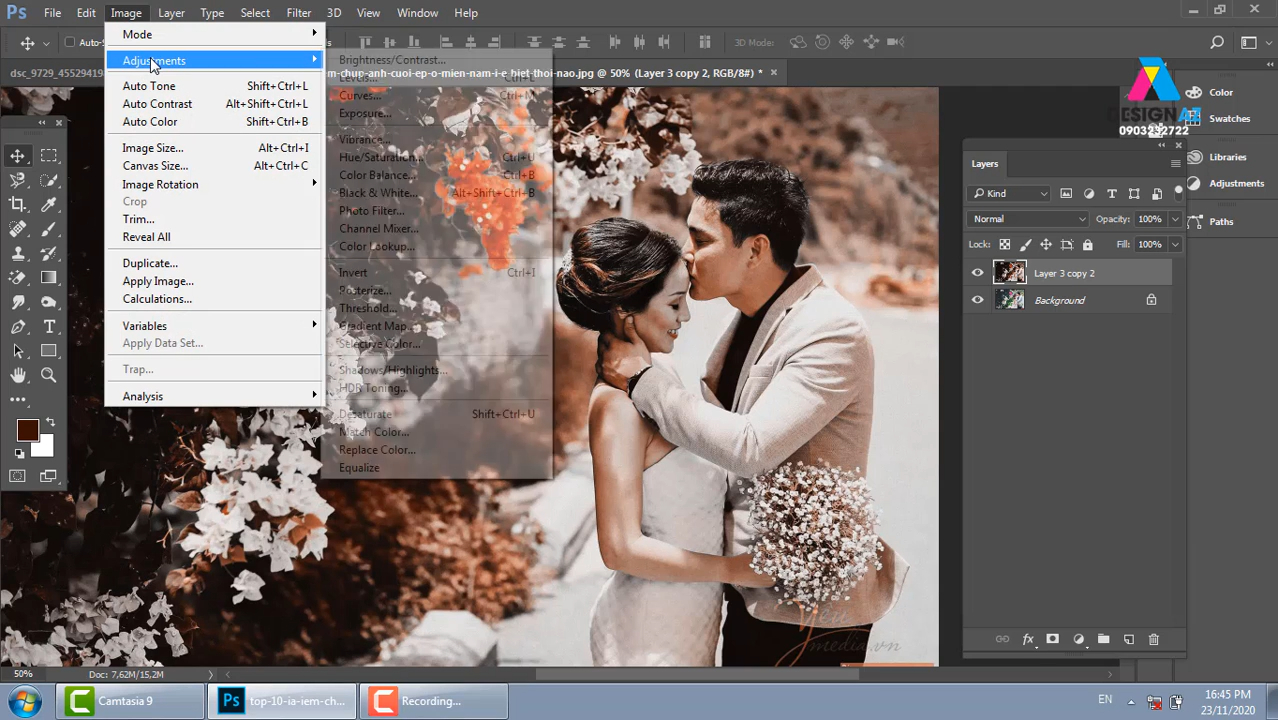 Ps File Edit Image Layer Type Select Filter 3D View Window Help
Auto-S
3D Mode:
dsc_9729_45529419
m-chup-anh-cuoi-ep-o-mien-nam-i-e hiet-thoi-nao.jpg @ 50% (Layer 3 copy 2, RGB/8#) *
Mode
Adjustments
Auto Tone Shift+Ctrl+L
Auto Contrast Alt+Shift+Ctrl+L
Auto Color Shift+Ctrl+B
Image Size... Alt+Ctrl+I
Canvas Size... Alt+Ctrl+C
Image Rotation
Crop
Trim...
Reveal All
Duplicate...
Apply Image...
Calculations...
Variables
Apply Data Set...
Trap...
Analysis
Brightness/Contrast...
Levels... Ctrl+L
Curves... Ctrl+M
Exposure...
Vibrance...
Hue/Saturation... Ctrl+U
Color Balance... Ctrl+B
Black & White... Alt+Shift+Ctrl+B
Photo Filter...
Channel Mixer...
Color Lookup...
Invert Ctrl+I
Posterize...
Threshold...
Gradient Map...
Selective Color...
Shadows/Highlights...
HDR Toning...
Desaturate Shift+Ctrl+U
Match Color...
Replace Color...
Equalize
DESIGN AZ
0903232722
Color
Swatches
Libraries
Adjustments
Paths
Layers
Kind
Normal Opacity: 100%
Lock: Fill: 100%
Layer 3 copy 2
Background
fx
media.vn
50% Doc: 7,62M/15,2M
Camtasia 9
Ps top-10-ia-iem-ch...
Recording...
EN
16:45
23/11/2020